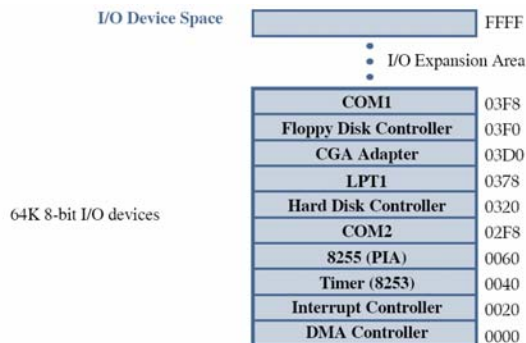 I/O Device Space
FFFF
I/O Expansion Area
COM1 03F8
Floppy Disk Controller 03F0
CGA Adapter 03D0
LPT1 0378
Hard Disk Controller 0320
64K 8-bit I/O devices
COM2 02F8
8255 (PIA) 0060
Timer (8253) 0040
Interrupt Controller 0020
DMA Controller 0000